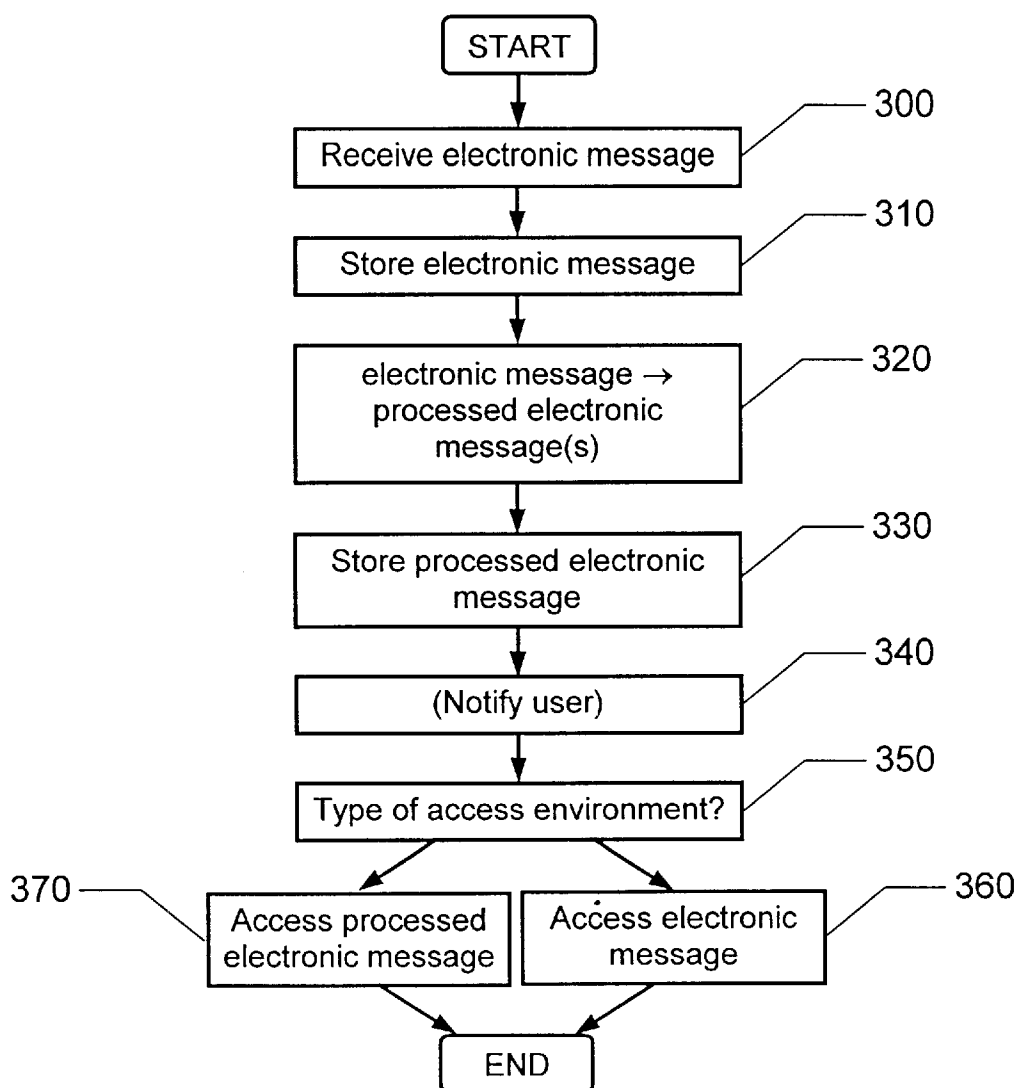 START
300
Receive electronic message
310
Store electronic message
320
electronic message →
processed electronic
message(s)
330
Store processed electronic
message
340
(Notify user)
350
Type of access environment?
370
Access processed
electronic message
360
Access electronic
message
END